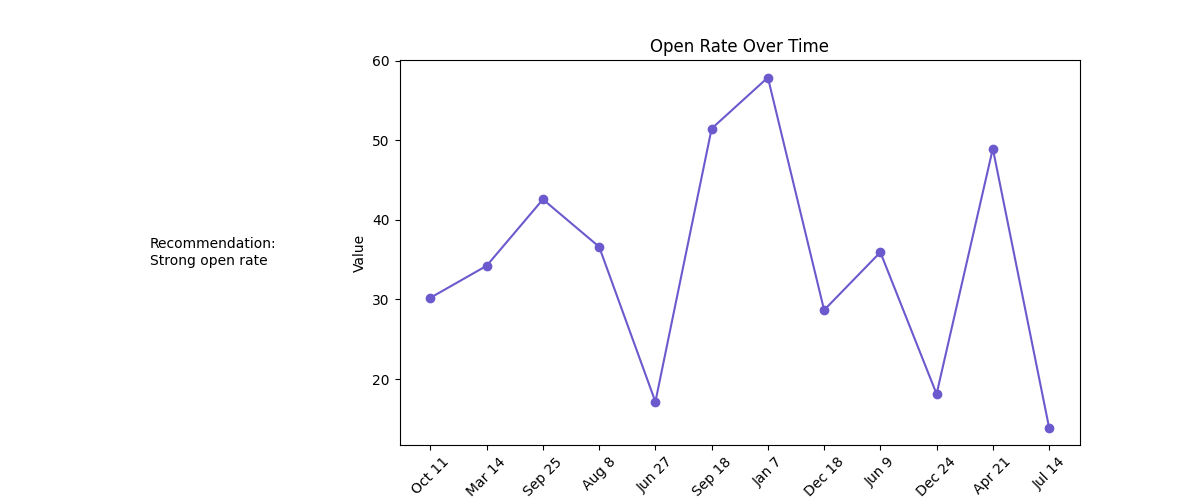 Open Rate Over Time
Recommendation:
Strong open rate
Value
60
50
40
30
20
Oct 11
Mar 14
Sep 25
Aug 8
Jun 27
Sep 18
Jan 7
Dec 18
Jun 9
Dec 24
Apr 21
Jul 14